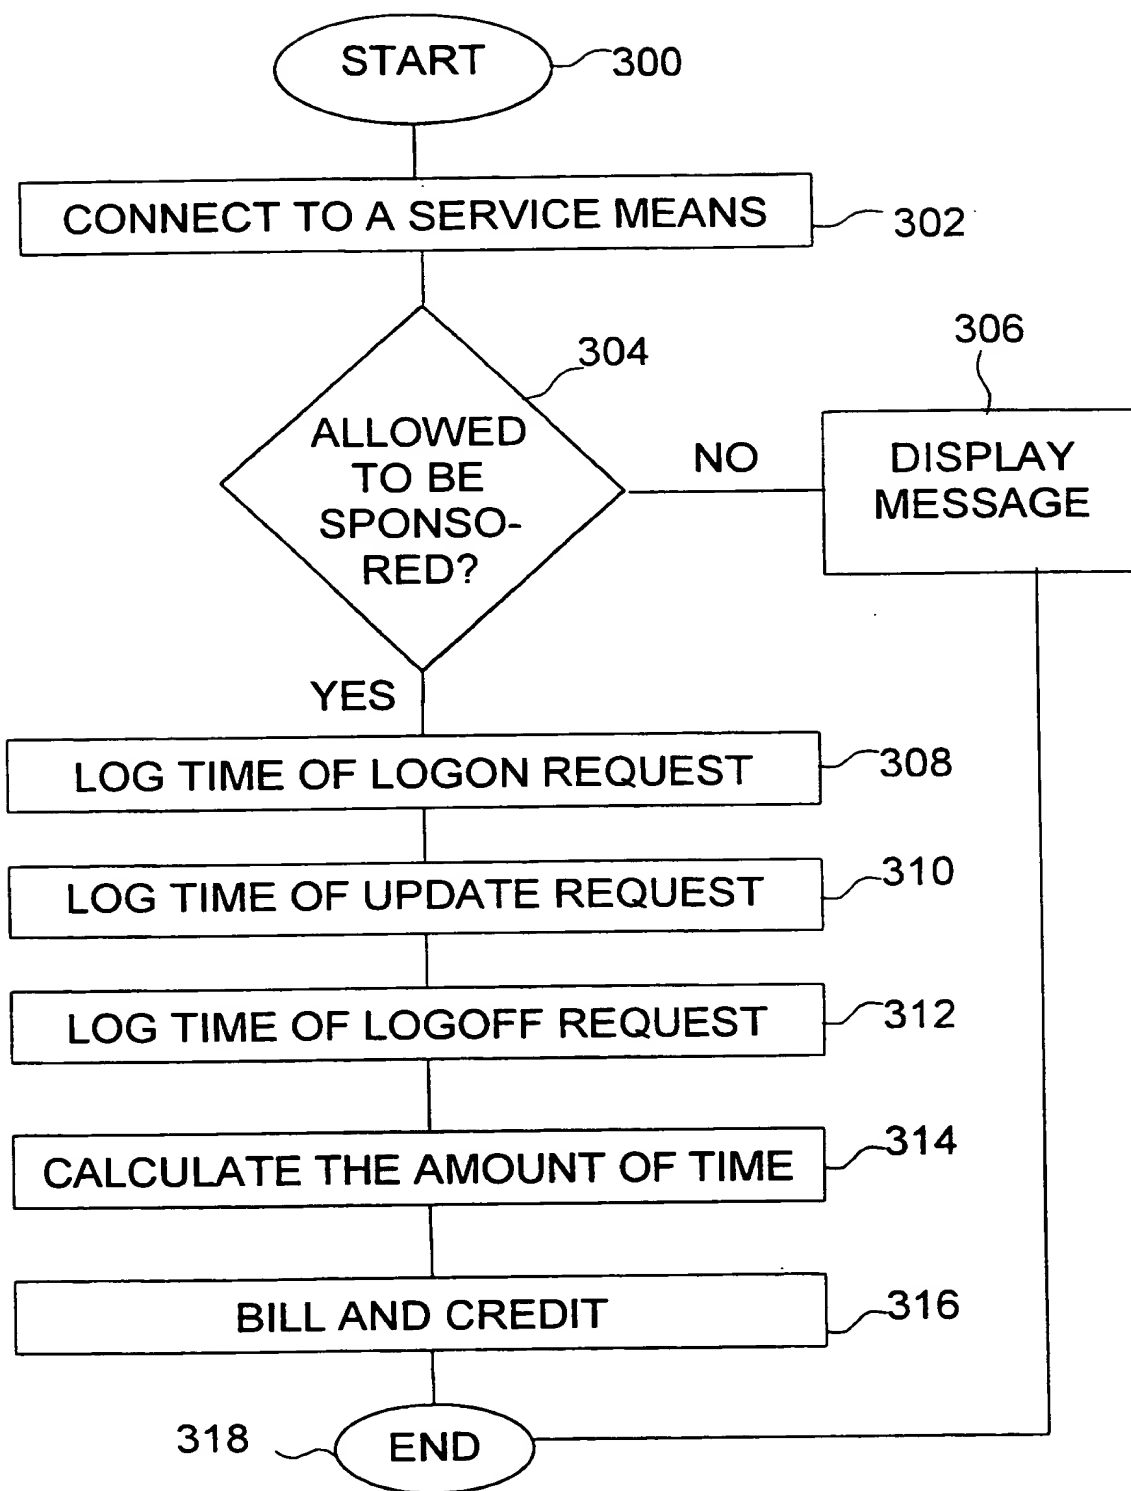 START
300
CONNECT TO A SERVICE MEANS
302
304
306
ALLOWED
TO BE
SPONSO-
RED?
NO
DISPLAY
MESSAGE
YES
LOG TIME OF LOGON REQUEST
308
LOG TIME OF UPDATE REQUEST
310
LOG TIME OF LOGOFF REQUEST
312
CALCULATE THE AMOUNT OF TIME
314
BILL AND CREDIT
316
318
END